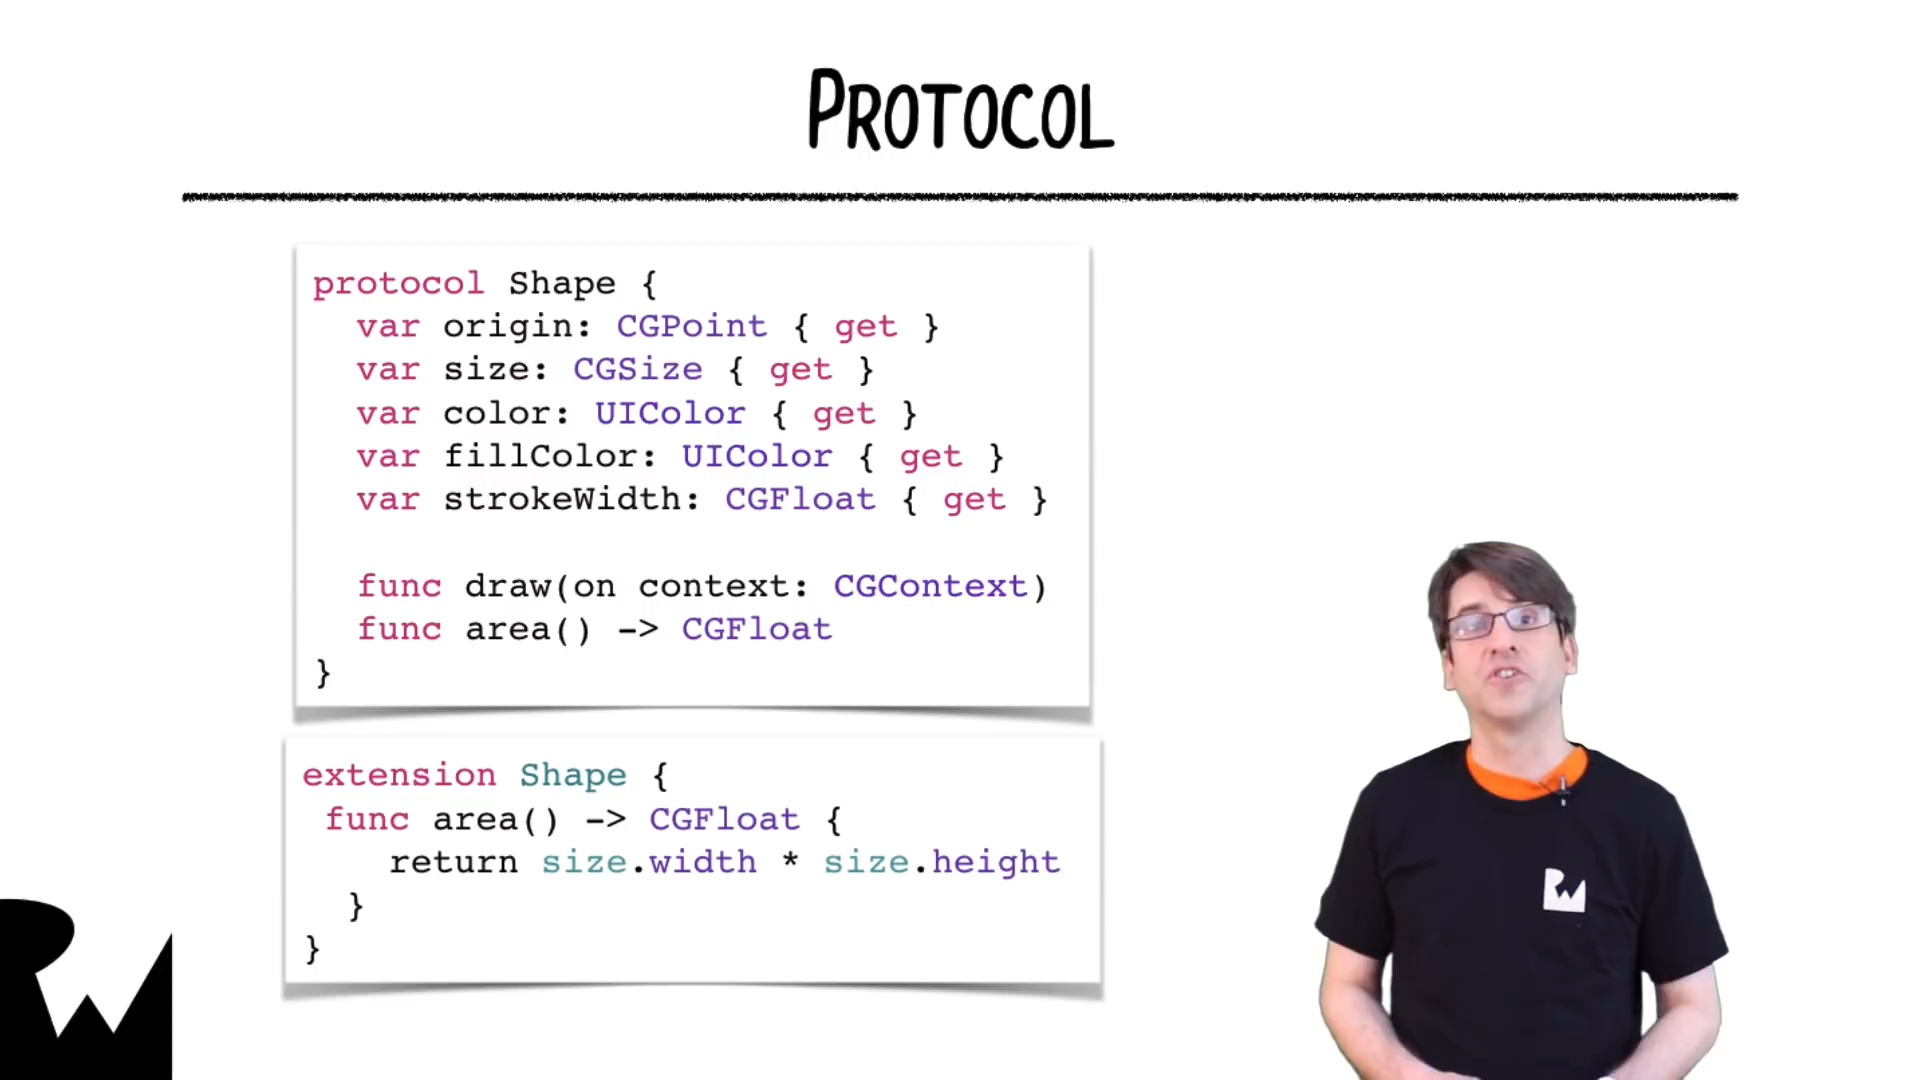 PROTOCOL
protocol Shape {
  var origin: CGPoint { get }
  var size: CGSize { get }
  var color: UIColor { get }
  var fillColor: UIColor { get }
  var strokeWidth: CGFloat { get }
  func draw(on context: CGContext)
  func area() -> CGFloat
}
extension Shape {
 func area() -> CGFloat {
    return size.width * size.height
  }
}
RW
RW